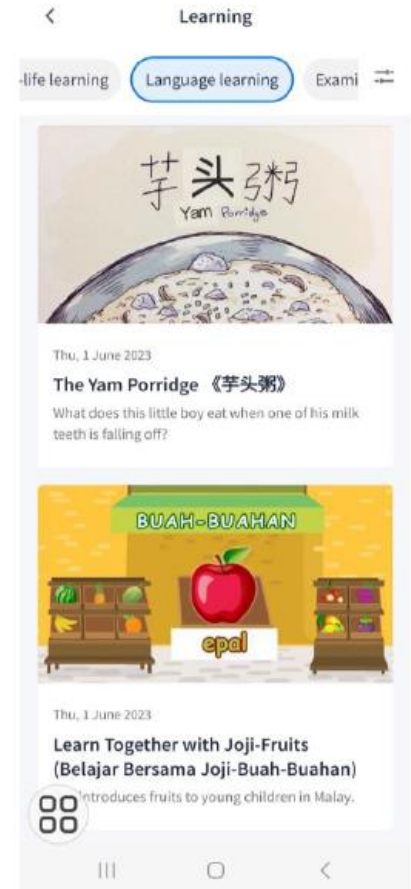 Learning
-life learning
Language learning
Exami
芋头粥
Yam Porridge
Thu, 1 June 2023
The Yam Porridge 《芋头粥》
What does this little boy eat when one of his milk
teeth is falling off?
BUAH-BUAHAN
epal
Thu, 1 June 2023
Learn Together with Joji-Fruits
(Belajar Bersama Joji-Buah-Buahan)
introduces fruits to young children in Malay.